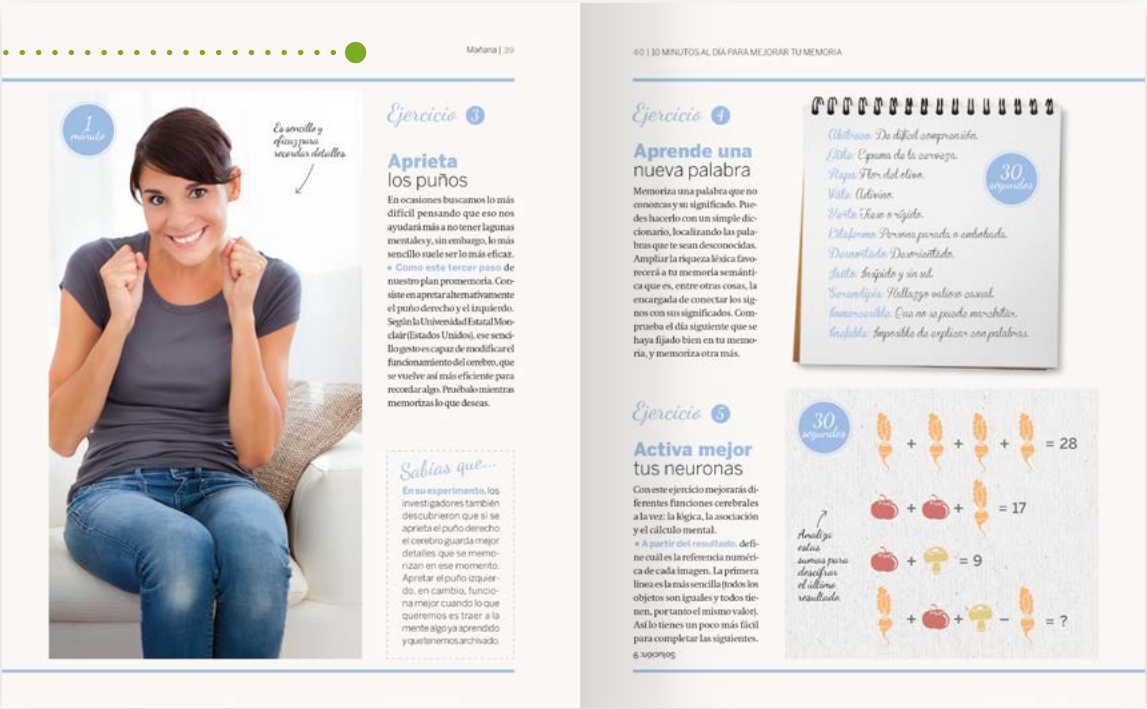 Mañana | 39
1
minuto
Es sencillo y
eficaz para
recordar detalles
Ejercicio 3
Aprieta
los puños
En ocasiones buscamos lo más
difícil pensando que eso nos
ayudará más a no tener lagunas
mentales y, sin embargo, lo más
sencillo suele ser lo más eficaz.
• Como este tercer paso de
nuestro plan promemoria. Con-
siste en apretar alternativamente
el puño derecho y el izquierdo.
Según la Universidad Estatal Mon-
clair (Estados Unidos), ese senci-
llo gesto es capaz de modificar el
funcionamiento del cerebro, que
se vuelve así más eficiente para
recordar algo. Pruébalo mientras
memorizas lo que deseas.
Sabías que...
En su experimento, los
investigadores también
descubrieron que si se
aprieta el puño derecho
el cerebro guarda mejor
detalles que se memo-
rizan en ese momento.
Apretar el puño izquier-
do, en cambio, funcio-
na mejor cuando lo que
queremos es traer a la
mente algo ya aprendido
y que tenemos archivado.
40 | 10 MINUTOS AL DÍA PARA MEJORAR TU MEMORIA
Ejercicio 4
Aprende una
nueva palabra
Memoriza una palabra que no
conozcas y su significado. Pue-
des hacerlo con un simple dic-
cionario, localizando las pala-
bras que te sean desconocidas.
Ampliar la riqueza léxica favo-
recerá a tu memoria semánti-
ca que es, entre otras cosas, la
encargada de conectar los sig-
nos con sus significados. Com-
prueba el día siguiente que se
haya fijado bien en tu memo-
ria, y memoriza otra más.
Abstruso: De difícil comprensión.
Giste: Espuma de la cerveza.
Rapa: Flor del olivo.
Vate: Adivino.
Yerto: Tieso o rígido.
Estafermo: Persona parada o embobada.
Desnortado: Desorientado.
Jauto: Insípido y sin sal.
Serendipia: Hallazgo valioso casual.
Inmarcesible: Que no se puede marchitar.
Inefable: Imposible de explicar con palabras.
30
segundos
Ejercicio 5
Activa mejor
tus neuronas
Con este ejercicio mejorarás di-
ferentes funciones cerebrales
a la vez: la lógica, la asociación
y el cálculo mental.
• A partir del resultado, defi-
ne cuál es la referencia numéri-
ca de cada imagen. La primera
línea es la más sencilla (todos los
objetos son iguales y todos tie-
nen, por tanto el mismo valor).
Así lo tienes un poco más fácil
para completar las siguientes.
Solución: 9
30
segundos
Analiza
estas
sumas para
descifrar
el último
resultado.
+ + + = 28
+ + = 17
+ = 9
+ + − = ?